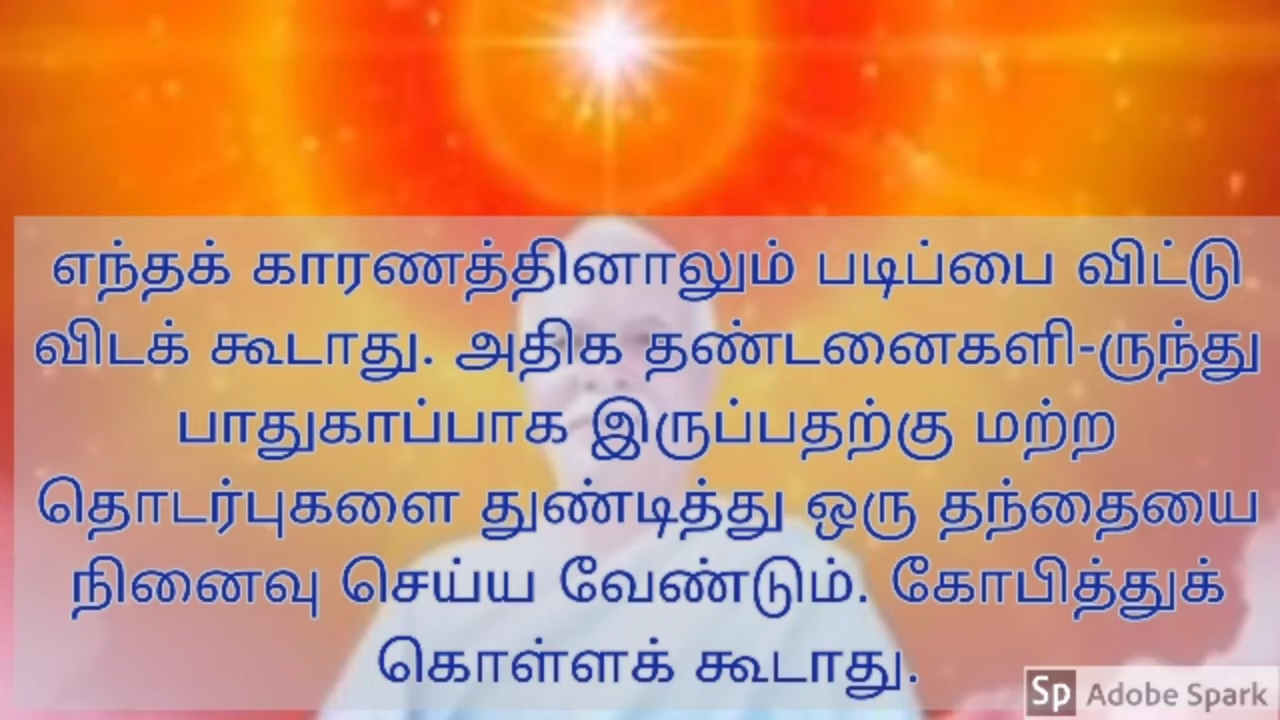 எந்தக் காரணத்தினாலும் படிப்பை விட்டு
விடக் கூடாது. அதிக தண்டனைகளி-ருந்து
பாதுகாப்பாக இருப்பதற்கு மற்ற
தொடர்புகளை துண்டித்து ஒரு தந்தையை
நினைவு செய்ய வேண்டும். கோபித்துக்
கொள்ளக் கூடாது.
Sp Adobe Spark